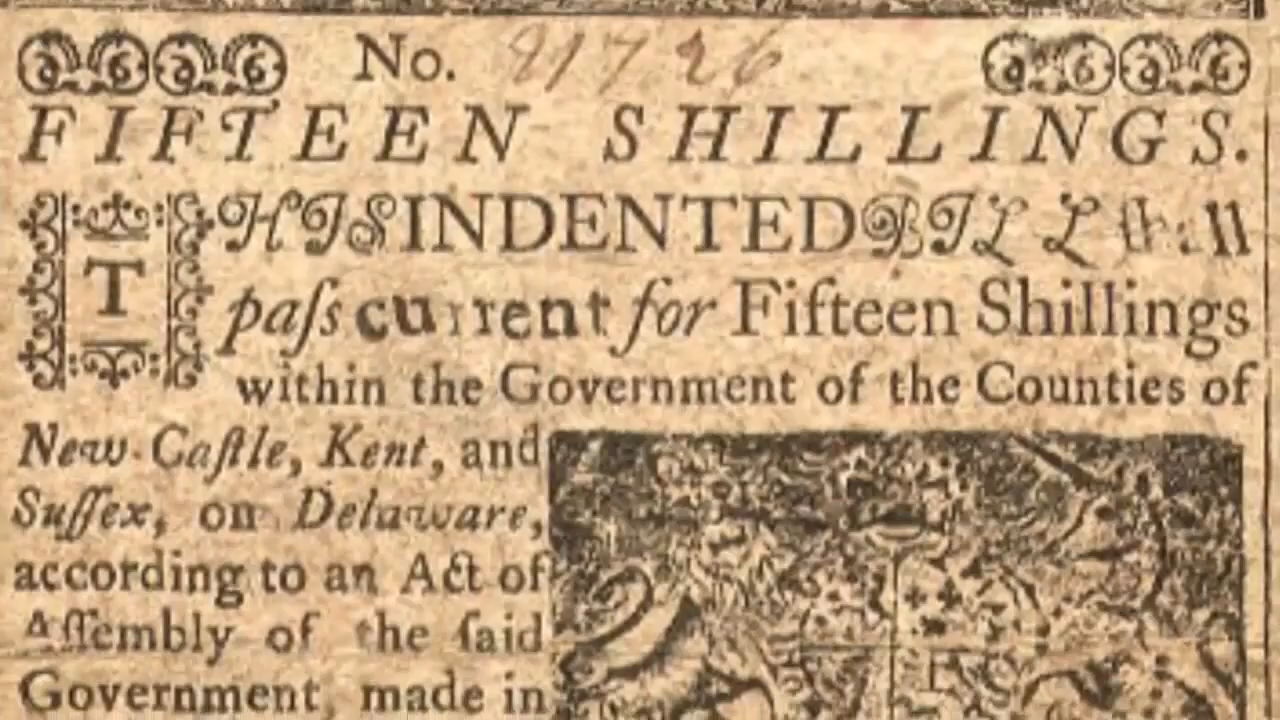 No. 21726
FIFTEEN SHILLINGS.
THIS INDENTED BILL ſhall
paſs current for Fifteen Shillings
within the Government of the Counties of
New-Caſtle, Kent, and
Suſſex, on Delaware,
according to an Act of
Aſſembly of the ſaid
Government, made in